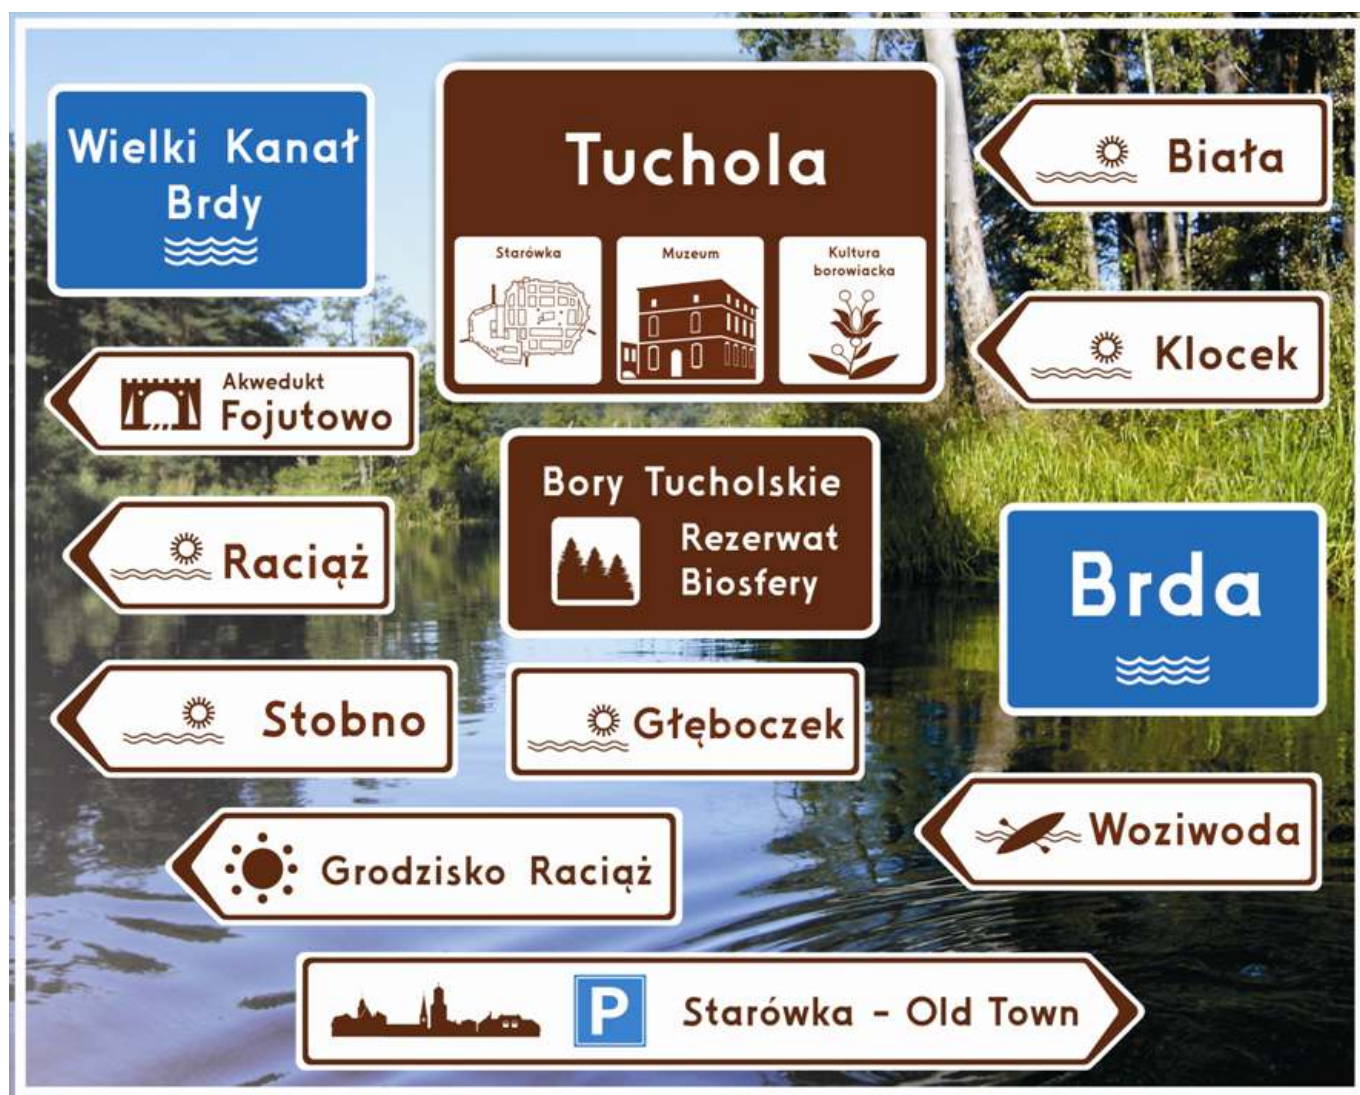 Wielki Kanał
Brdy
Tuchola
Starówka
Muzeum
Kultura
borowiacka
Biała
Klocek
Akwedukt
Fojutowo
Raciąż
Bory Tucholskie
Rezerwat
Biosfery
Brda
Stobno
Głęboczek
Woziwoda
Grodzisko Raciąż
P Starówka - Old Town